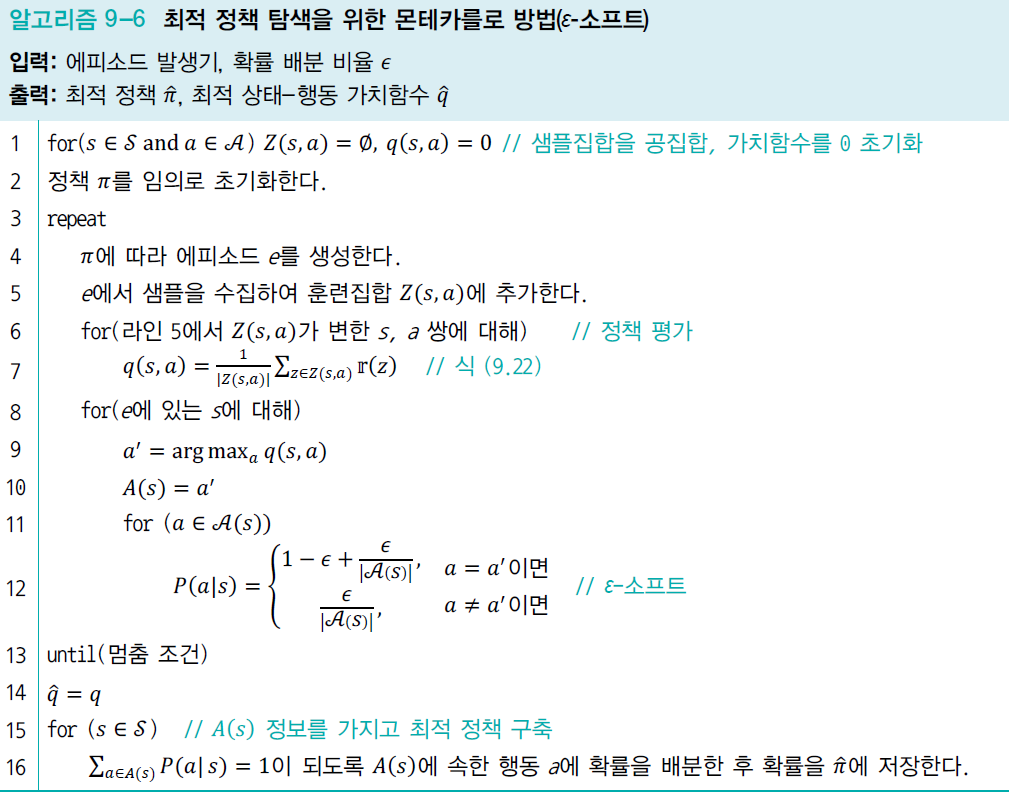 알고리즘 9-6 최적 정책 탐색을 위한 몬테카를로 방법(ε-소프트)
입력: 에피소드 발생기, 확률 배분 비율 ϵ
출력: 최적 정책 π̂, 최적 상태-행동 가치함수 q̂
1 for(s ∈ 𝒮 and a ∈ 𝒜) Z(s, a) = ∅, q(s, a) = 0 // 샘플집합을 공집합, 가치함수를 0 초기화
2 정책 π를 임의로 초기화한다.
3 repeat
4 π에 따라 에피소드 e를 생성한다.
5 e에서 샘플을 수집하여 훈련집합 Z(s, a)에 추가한다.
6 for(라인 5에서 Z(s, a)가 변한 s, a 쌍에 대해) // 정책 평가
7 q(s, a) = 1/|Z(s,a)| ∑z∈Z(s,a) 𝕣(z) // 식 (9.22)
8 for(e에 있는 s에 대해)
9 a′ = arg maxₐ q(s, a)
10 A(s) = a′
11 for (a ∈ 𝒜(s))
12 P(a|s) = { 1 − ϵ + ϵ/|𝒜(s)|, a = a′이면 // ε-소프트
ϵ/|𝒜(s)|, a ≠ a′이면
13 until(멈춤 조건)
14 q̂ = q
15 for (s ∈ 𝒮) // A(s) 정보를 가지고 최적 정책 구축
16 ∑a∈A(s) P(a|s) = 1이 되도록 A(s)에 속한 행동 a에 확률을 배분한 후 확률을 π̂에 저장한다.